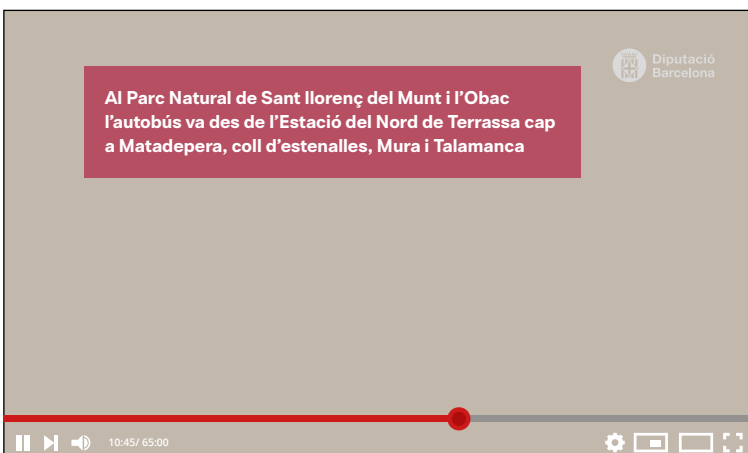 Diputació
Barcelona
Al Parc Natural de Sant llorenç del Munt i l’Obac
l’autobús va des de l’Estació del Nord de Terrassa cap
a Matadepera, coll d’estenalles, Mura i Talamanca
10:45/ 65:00